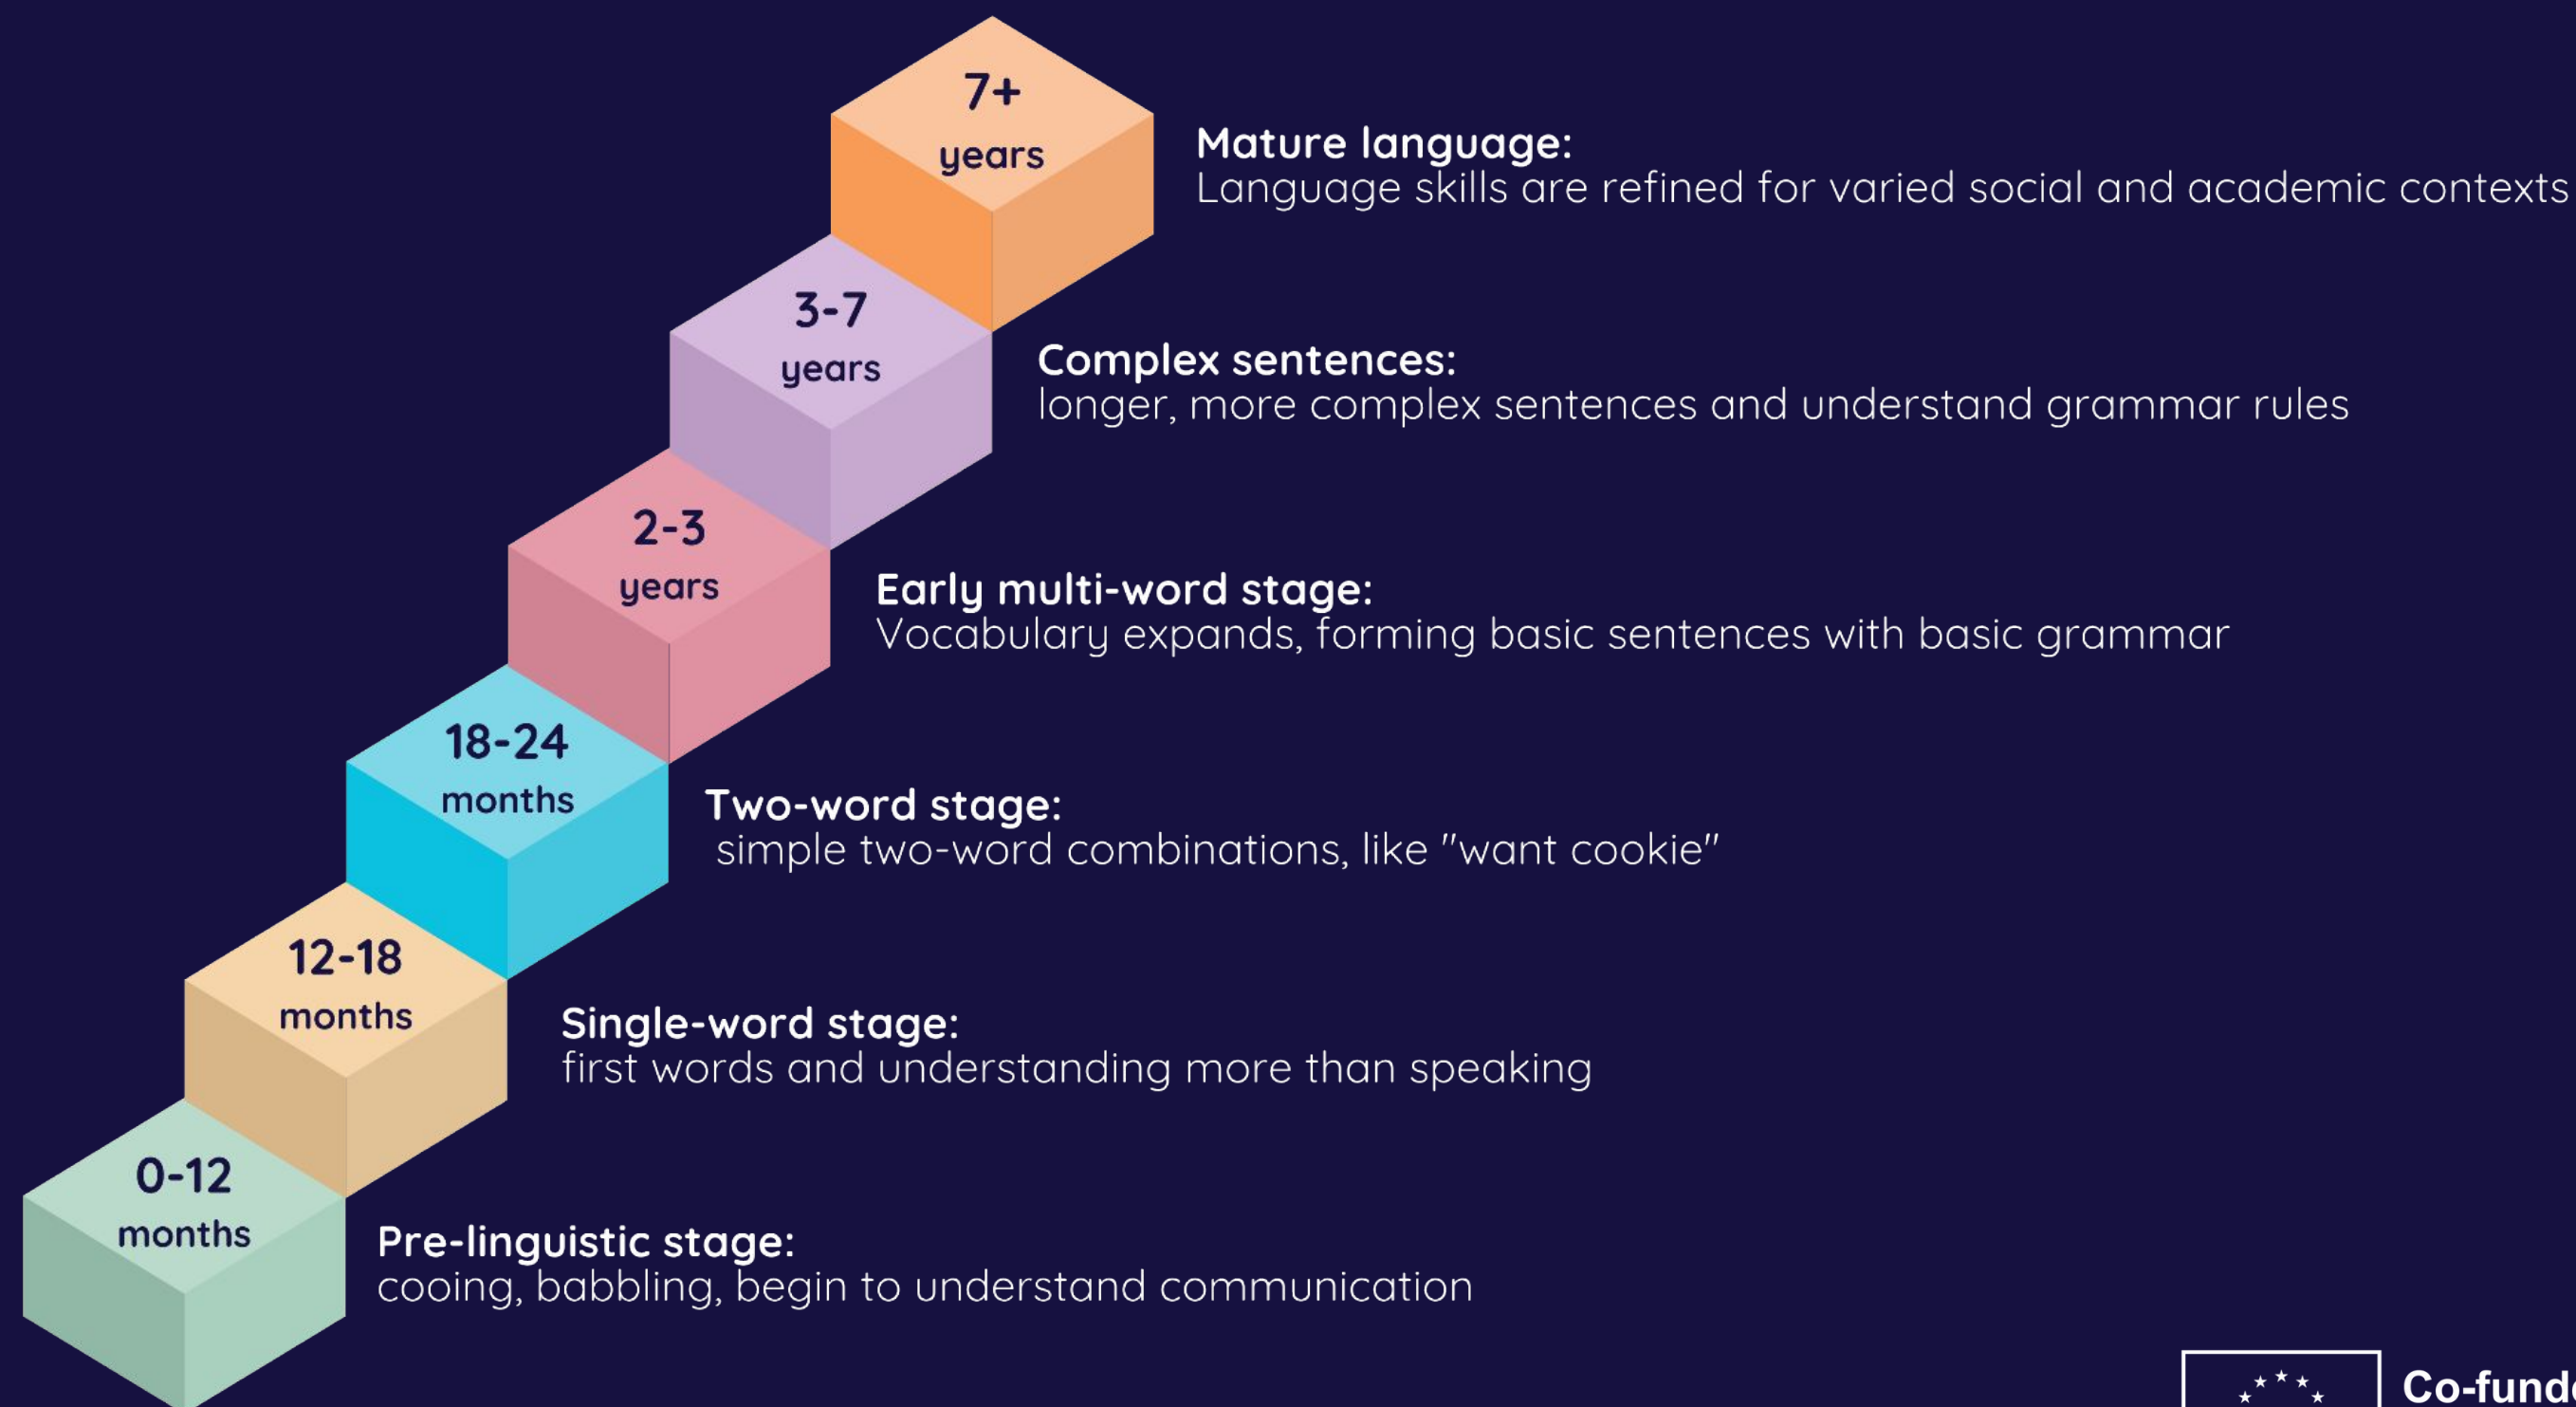 7+
years
Mature language:
Language skills are refined for varied social and academic contexts
3-7
years
Complex sentences:
longer, more complex sentences and understand grammar rules
2-3
years
Early multi-word stage:
Vocabulary expands, forming basic sentences with basic grammar
18-24
months
Two-word stage:
simple two-word combinations, like "want cookie"
12-18
months
Single-word stage:
first words and understanding more than speaking
0-12
months
Pre-linguistic stage:
cooing, babbling, begin to understand communication